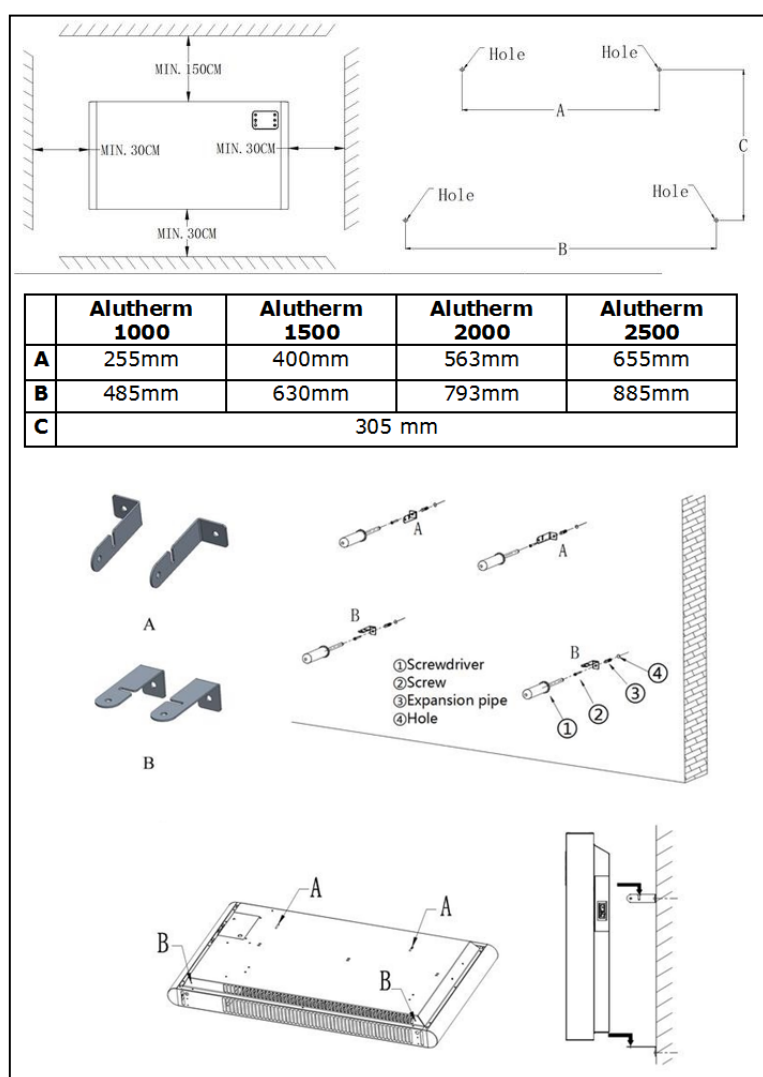 MIN. 150CM
MIN. 30CM
MIN. 30CM
MIN. 30CM
Hole
Hole
A
C
Hole
Hole
B
Alutherm 1000
Alutherm 1500
Alutherm 2000
Alutherm 2500
A 255mm 400mm 563mm 655mm
B 485mm 630mm 793mm 885mm
C 305 mm
A
B
A
A
B
B
①Screwdriver
②Screw
③Expansion pipe
④Hole
①
②
③
④
A
A
B
B